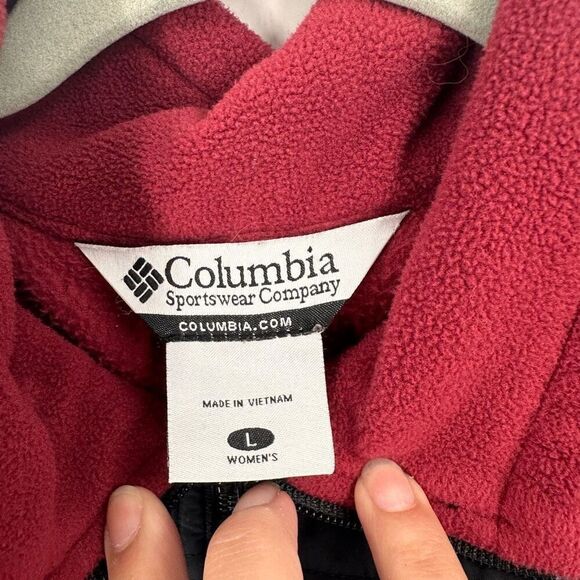 Columbia
Sportswear Company
COLUMBIA.COM
MADE IN VIETNAM
L
WOMEN'S